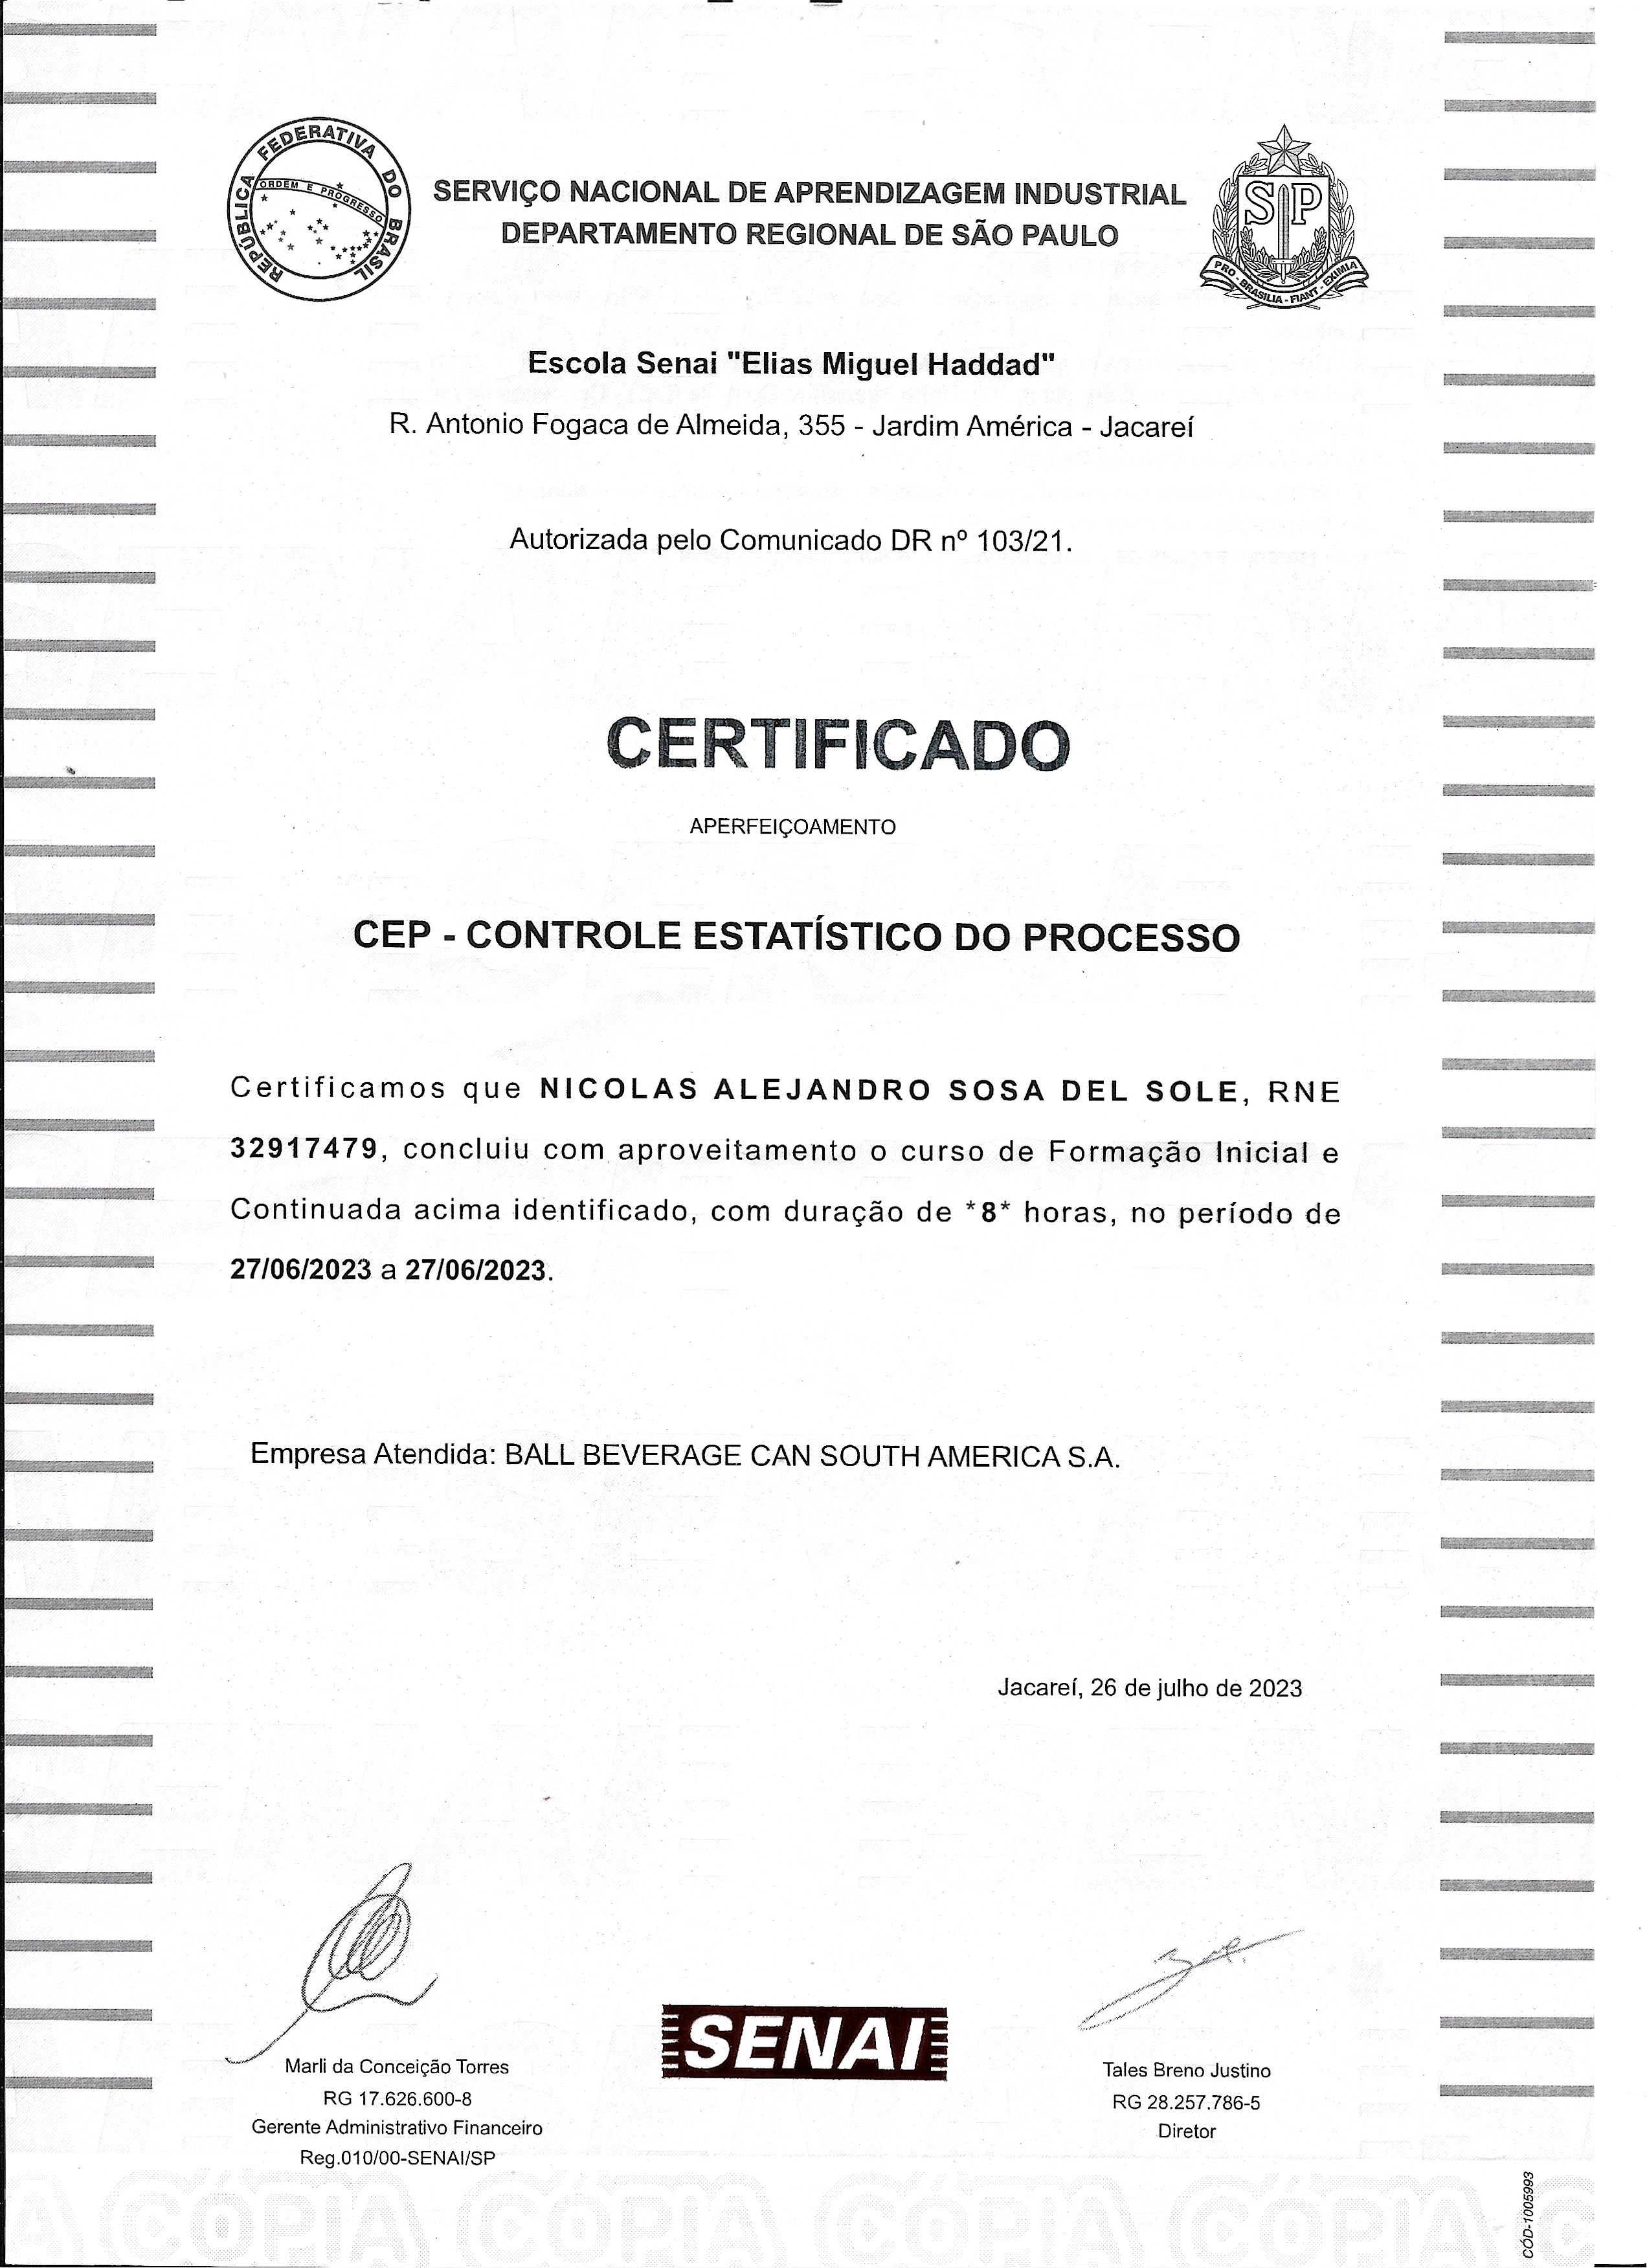 REPÚBLICA FEDERATIVA DO BRASIL
ORDEM E PROGRESSO
SERVIÇO NACIONAL DE APRENDIZAGEM INDUSTRIAL
DEPARTAMENTO REGIONAL DE SÃO PAULO
SP
PRO - BRASILIA - FIANT - EXIMIA
Escola Senai "Elias Miguel Haddad"
R. Antonio Fogaca de Almeida, 355 - Jardim América - Jacareí
Autorizada pelo Comunicado DR nº 103/21.
CERTIFICADO
APERFEIÇOAMENTO
CEP - CONTROLE ESTATÍSTICO DO PROCESSO
Certificamos que NICOLAS ALEJANDRO SOSA DEL SOLE, RNE
32917479, concluiu com aproveitamento o curso de Formação Inicial e
Continuada acima identificado, com duração de *8* horas, no período de
27/06/2023 a 27/06/2023.
Empresa Atendida: BALL BEVERAGE CAN SOUTH AMERICA S.A.
Jacareí, 26 de julho de 2023
SENAI
Marli da Conceição Torres
RG 17.626.600-8
Gerente Administrativo Financeiro
Reg.010/00-SENAI/SP
Tales Breno Justino
RG 28.257.786-5
Diretor
CÓD-1005993
CÓPIA CÓPIA CÓPIA